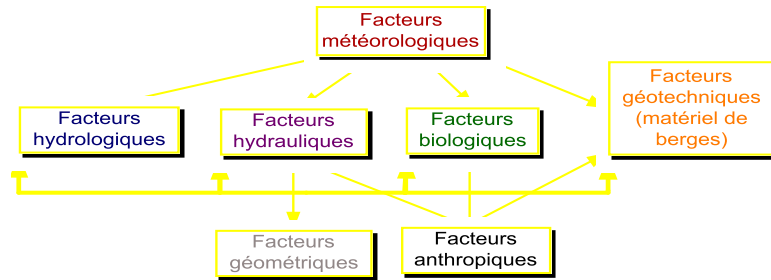 Facteurs
météorologiques
Facteurs
hydrologiques
Facteurs
hydrauliques
Facteurs
biologiques
Facteurs
géotechniques
(matériel de
berges)
Facteurs
géométriques
Facteurs
anthropiques